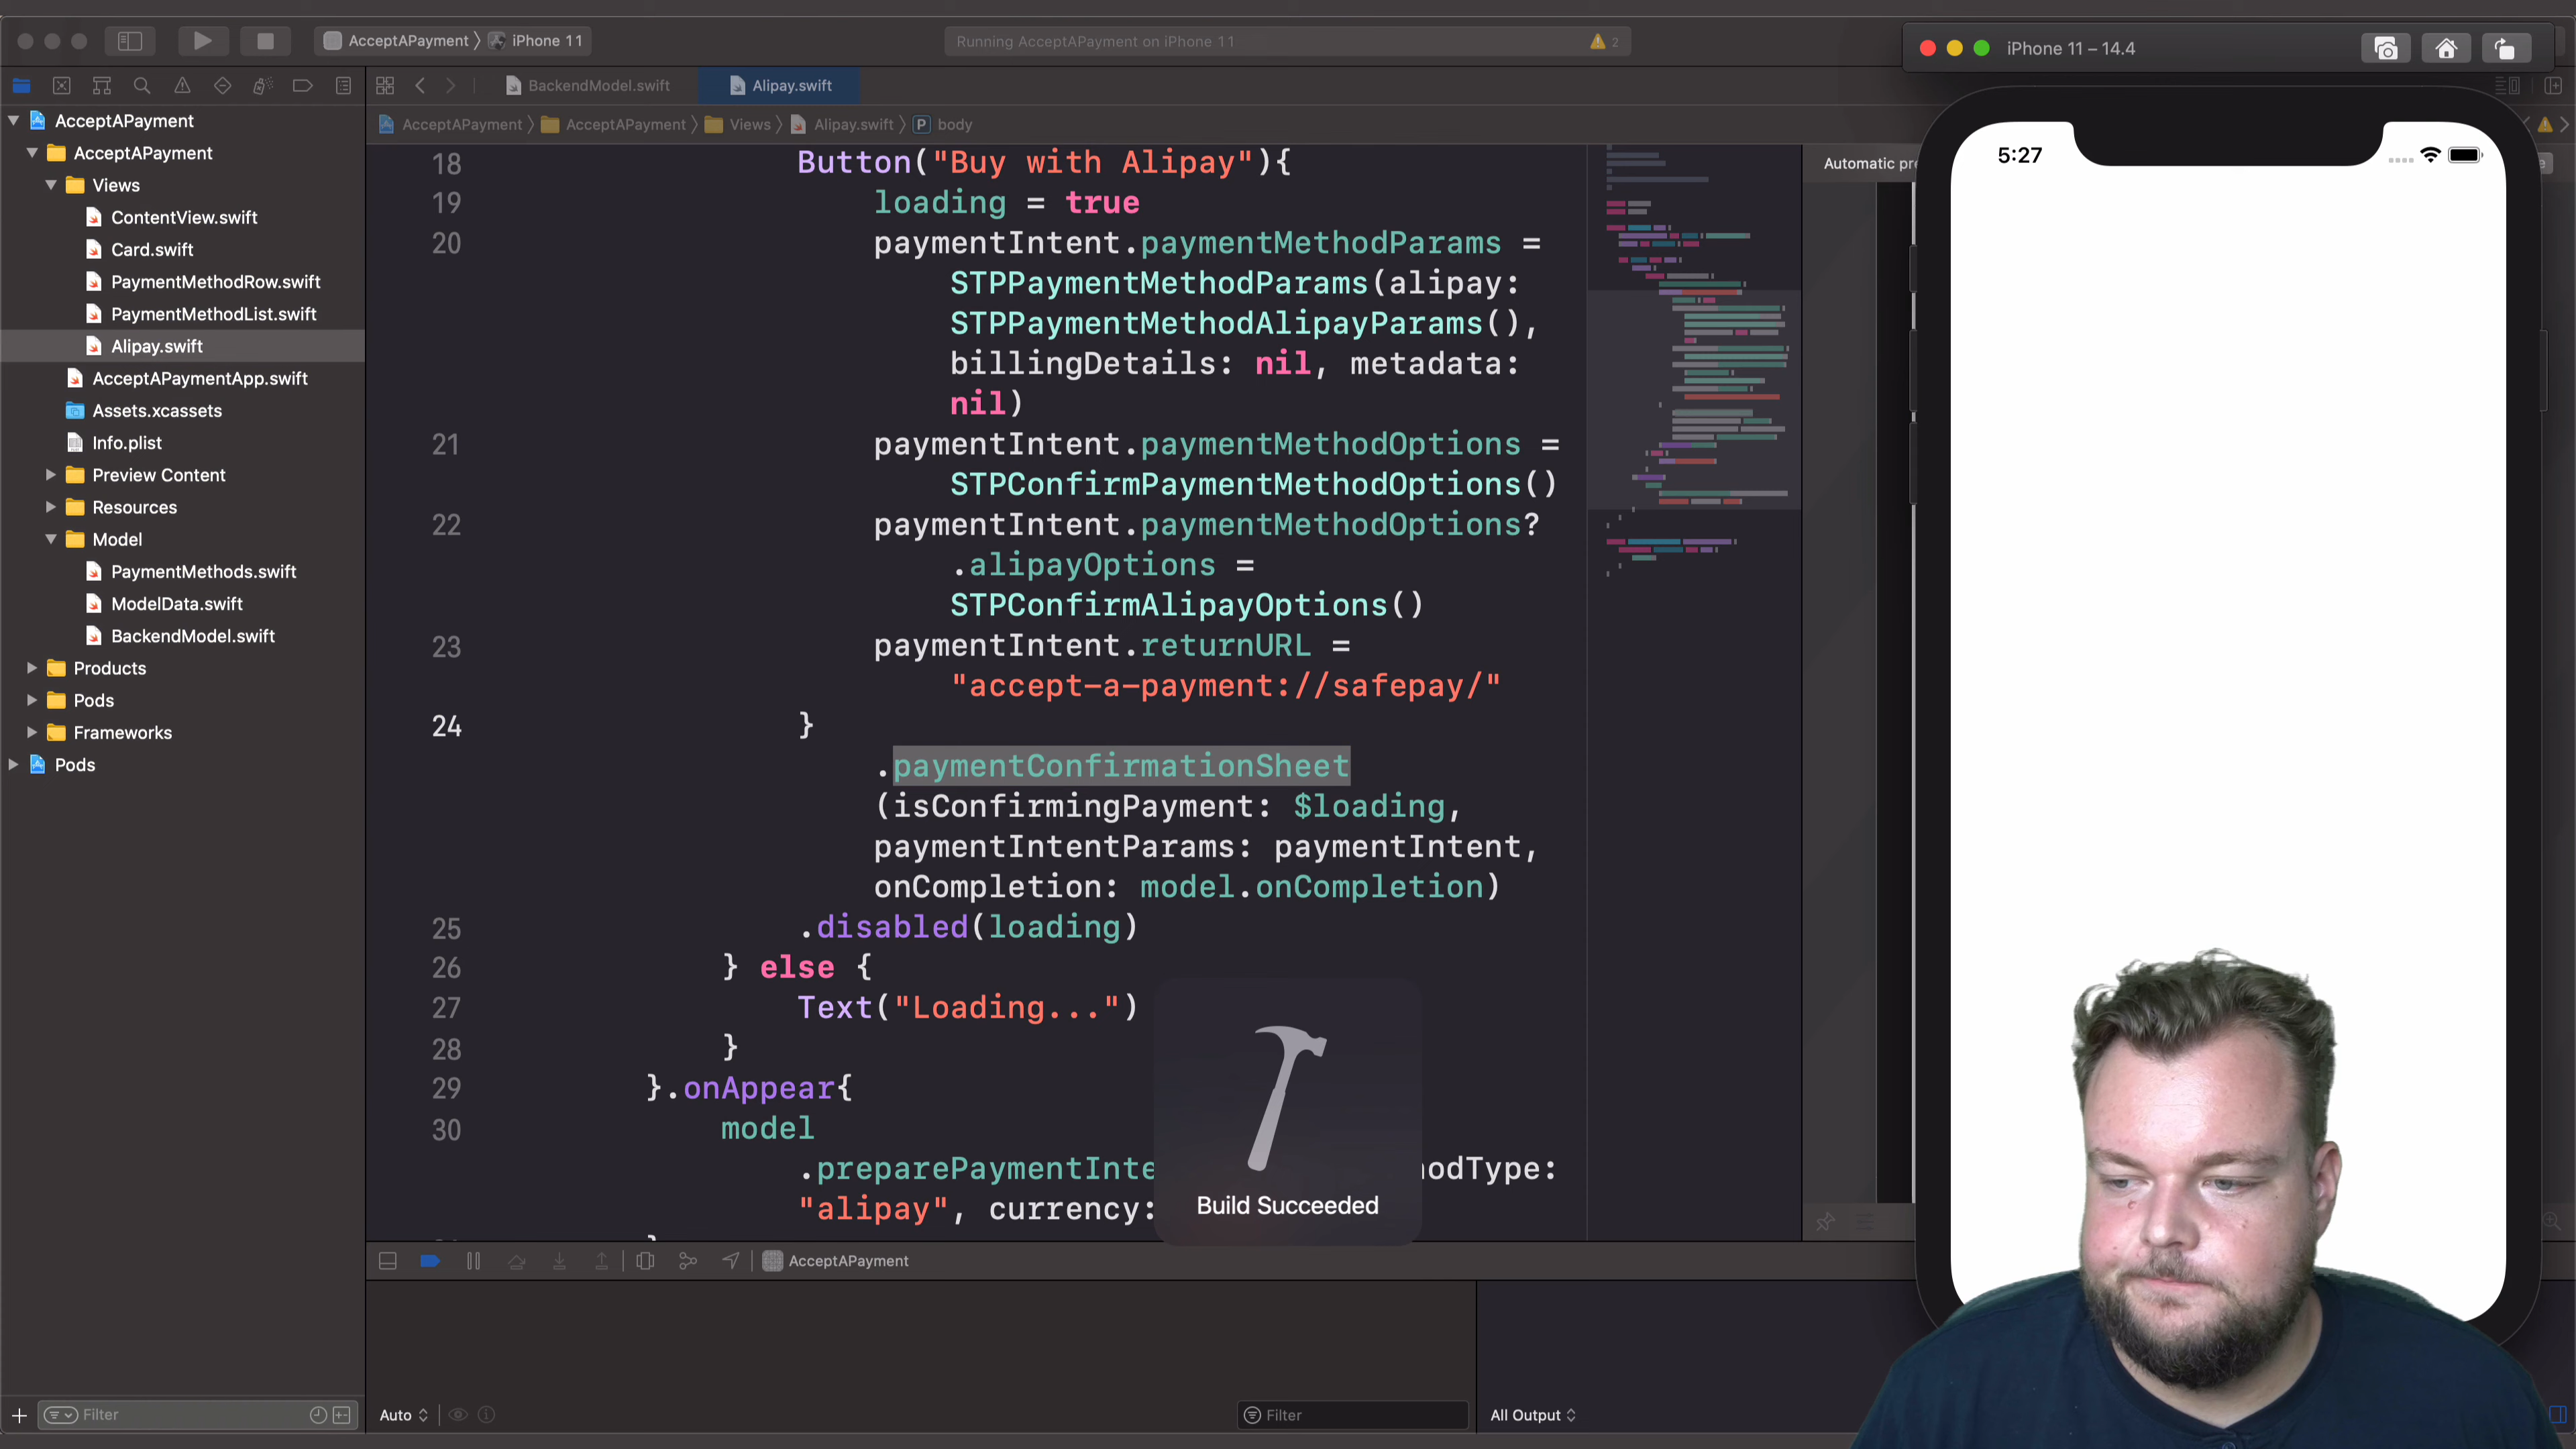 AcceptAPayment
iPhone 11
Running AcceptAPayment on iPhone 11
2
iPhone 11 – 14.4
BackendModel.swift
Alipay.swift
AcceptAPayment
AcceptAPayment
Views
Alipay.swift
P
body
AcceptAPayment
AcceptAPayment
Views
ContentView.swift
Card.swift
PaymentMethodRow.swift
PaymentMethodList.swift
Alipay.swift
AcceptAPaymentApp.swift
Assets.xcassets
Info.plist
Preview Content
Resources
Model
PaymentMethods.swift
ModelData.swift
BackendModel.swift
Products
Pods
Frameworks
Pods
18 Button("Buy with Alipay"){
19 loading = true
20 paymentIntent.paymentMethodParams =
STPPaymentMethodParams(alipay:
STPPaymentMethodAlipayParams(),
billingDetails: nil, metadata:
nil)
21 paymentIntent.paymentMethodOptions =
STPConfirmPaymentMethodOptions()
22 paymentIntent.paymentMethodOptions?
.alipayOptions =
STPConfirmAlipayOptions()
23 paymentIntent.returnURL =
"accept-a-payment://safepay/"
24 }
.paymentConfirmationSheet
(isConfirmingPayment: $loading,
paymentIntentParams: paymentIntent,
onCompletion: model.onCompletion)
25 .disabled(loading)
26 } else {
27 Text("Loading...")
28 }
29 }.onAppear{
30 model
.preparePaymentInte odType:
"alipay", currency:
Build Succeeded
Automatic pre
5:27
AcceptAPayment
Filter
Auto
Filter
All Output